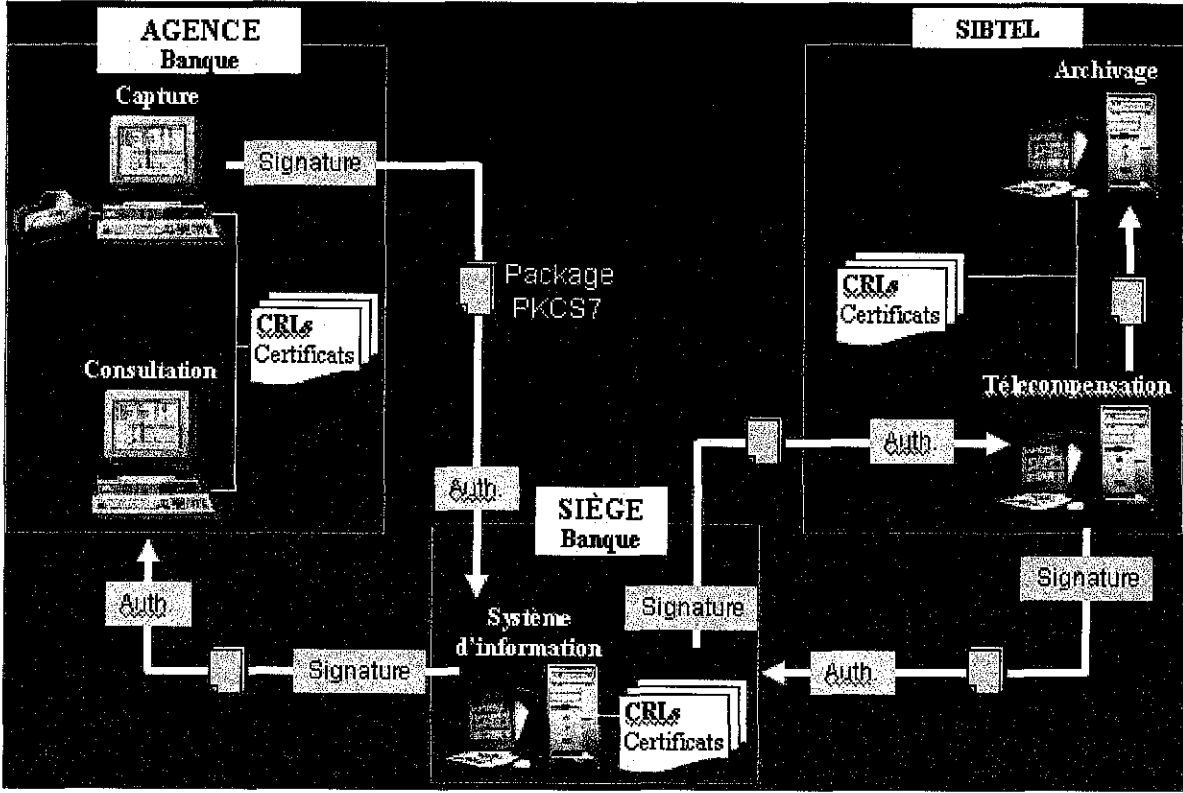 AGENCE
Banque
Capture
Signature
Package
PKCS7
CRLs
Certificats
Consultation
Auth.
SIBTEL
Archivage
CRLs
Certificats
Télecompensation
Auth.
SIÈGE
Banque
Signature
Signature
Système
d'information
Auth.
Signature
Auth.
CRLs
Certificats